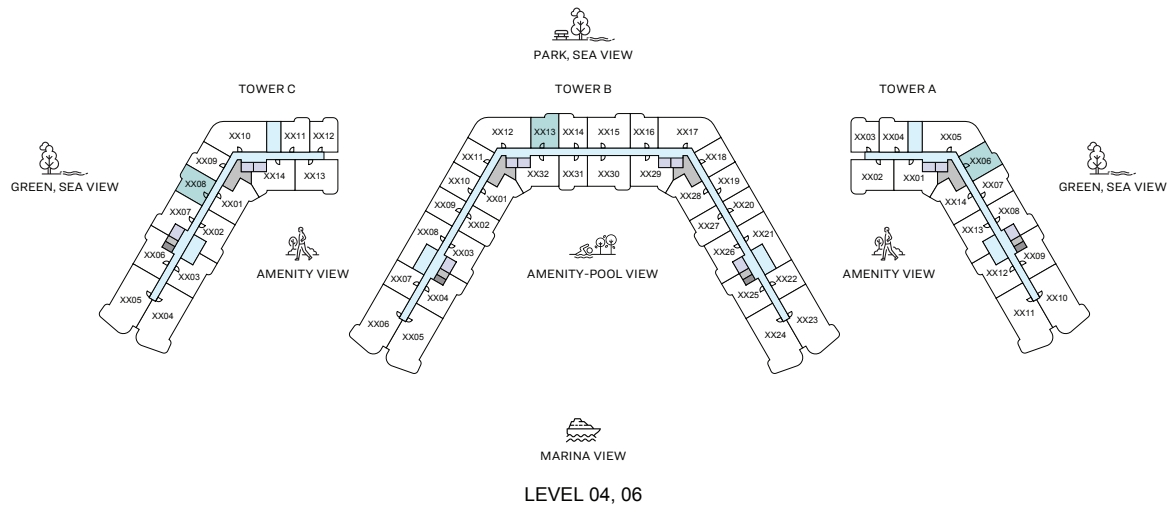 PARK, SEA VIEW
TOWER C
TOWER B
TOWER A
GREEN, SEA VIEW
GREEN, SEA VIEW
XX10
XX11
XX12
XX09
XX08
XX14
XX13
XX07
XX01
XX02
XX06
XX03
XX05
XX04
XX12
XX13
XX14
XX15
XX16
XX17
XX11
XX32
XX31
XX30
XX29
XX18
XX10
XX01
XX28
XX19
XX09
XX02
XX27
XX20
XX08
XX03
XX26
XX21
XX07
XX04
XX25
XX22
XX06
XX05
XX24
XX23
XX03
XX04
XX05
XX02
XX01
XX06
XX14
XX07
XX13
XX08
XX12
XX09
XX11
XX10
AMENITY VIEW
AMENITY-POOL VIEW
AMENITY VIEW
MARINA VIEW
LEVEL 04, 06